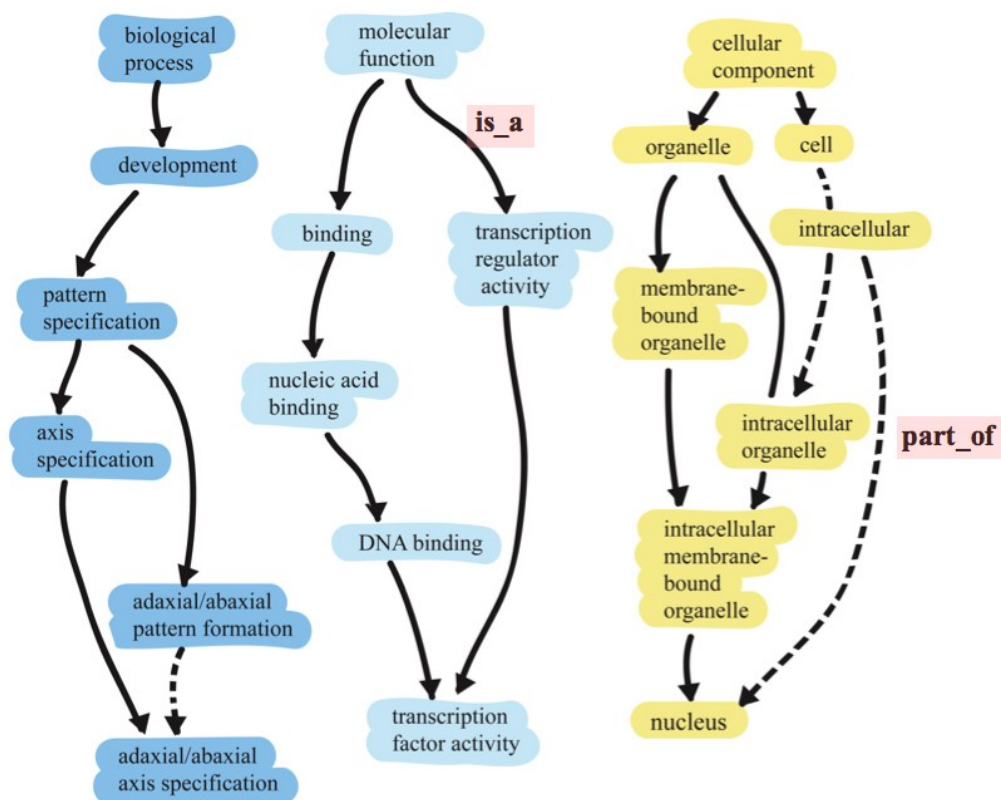 biological
process
development
pattern
specification
axis
specification
adaxial/abaxial
pattern formation
adaxial/abaxial
axis specification
molecular
function
is_a
binding
transcription
regulator
activity
nucleic acid
binding
DNA binding
transcription
factor activity
cellular
component
organelle
cell
intracellular
membrane-
bound
organelle
intracellular
organelle
part_of
intracellular
membrane-
bound
organelle
nucleus